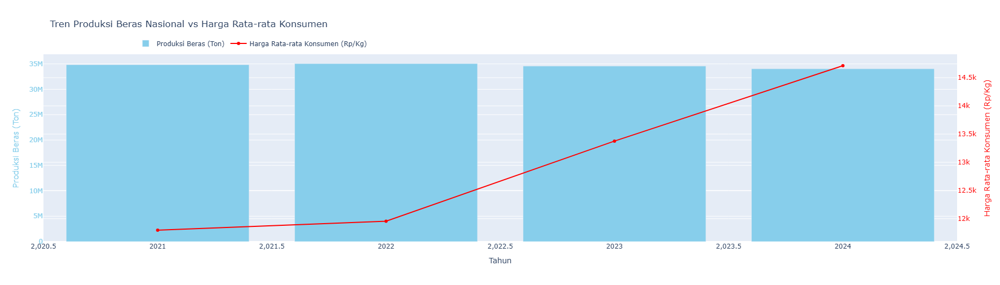 Tren Produksi Beras Nasional vs Harga Rata-rata Konsumen
Produksi Beras (Ton)
Harga Rata-rata Konsumen (Rp/Kg)
35M
30M
25M
20M
15M
10M
5M
0
Produksi Beras (Ton)
14.5k
14k
13.5k
13k
12.5k
12k
Harga Rata-rata Konsumen (Rp/Kg)
2,020.5 2021 2,021.5 2022 2,022.5 2023 2,023.5 2024 2,024.5
Tahun